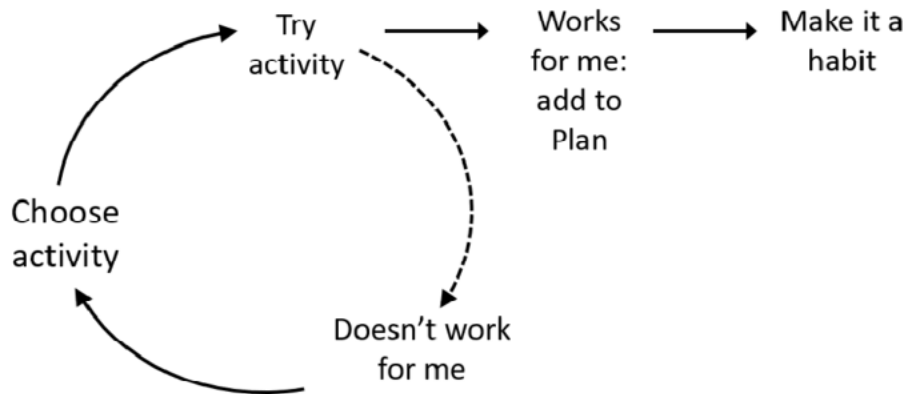 Try
activity
Works
for me:
add to
Plan
Make it a
habit
Choose
activity
Doesn’t work
for me